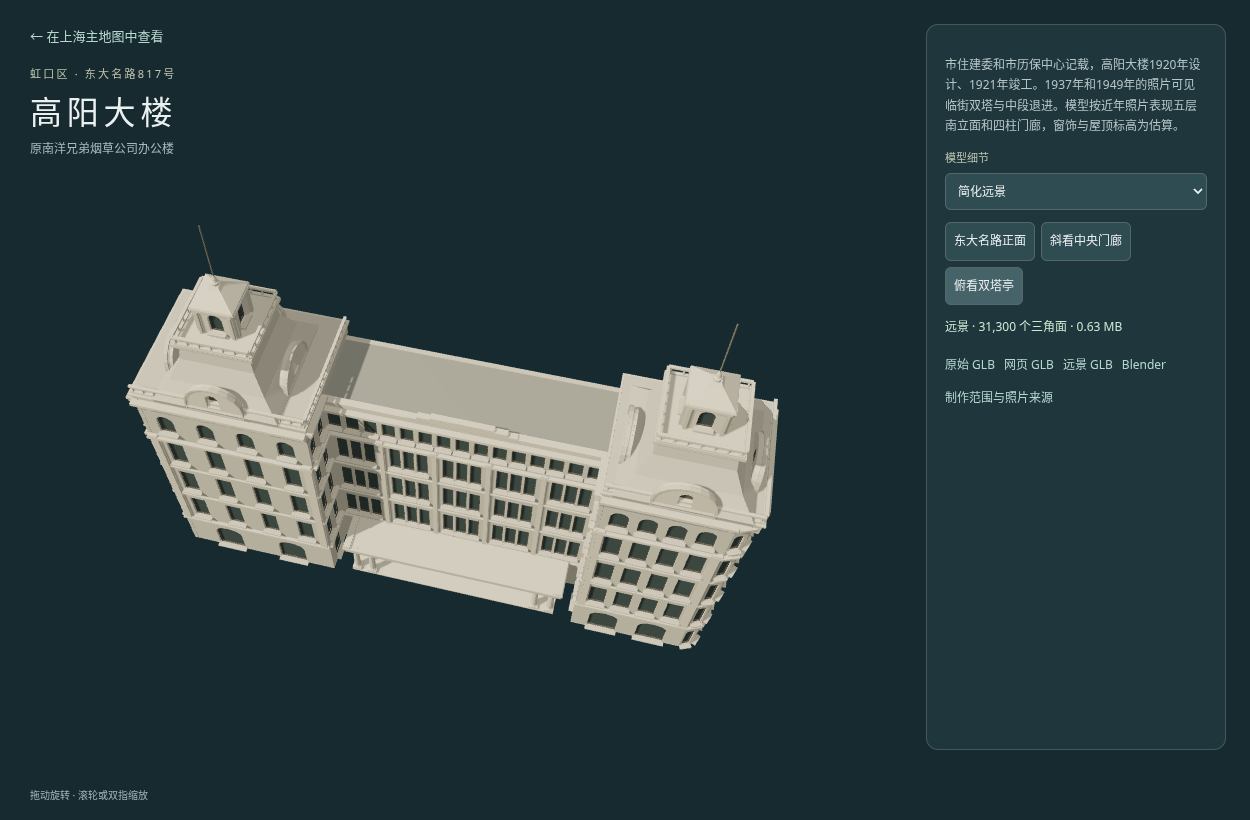 ← 在上海主地图中查看
虹口区 · 东大名路817号
高阳大楼
原南洋兄弟烟草公司办公楼
市住建委和市历保中心记载，高阳大楼1920年设
计、1921年竣工。1937年和1949年的照片可见
临街双塔与中段退进。模型按近年照片表现五层
南立面和四柱门廊，窗饰与屋顶标高为估算。
模型细节
简化远景
东大名路正面 斜看中央门廊
俯看双塔亭
远景 · 31,300 个三角面 · 0.63 MB
原始 GLB 网页 GLB 远景 GLB Blender
制作范围与照片来源
拖动旋转 · 滚轮或双指缩放